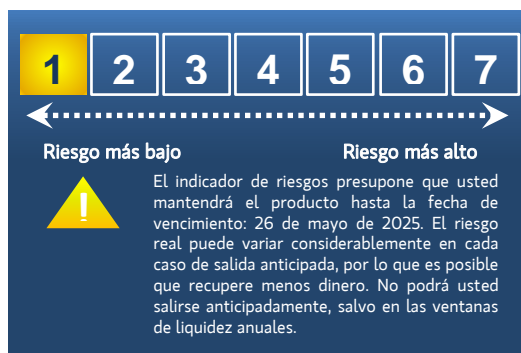 1 2 3 4 5 6 7
Riesgo más bajo Riesgo más alto
!
El indicador de riesgos presupone que usted
mantendrá el producto hasta la fecha de
vencimiento: 26 de mayo de 2025. El riesgo
real puede variar considerablemente en cada
caso de salida anticipada, por lo que es posible
que recupere menos dinero. No podrá usted
salirse anticipadamente, salvo en las ventanas
de liquidez anuales.